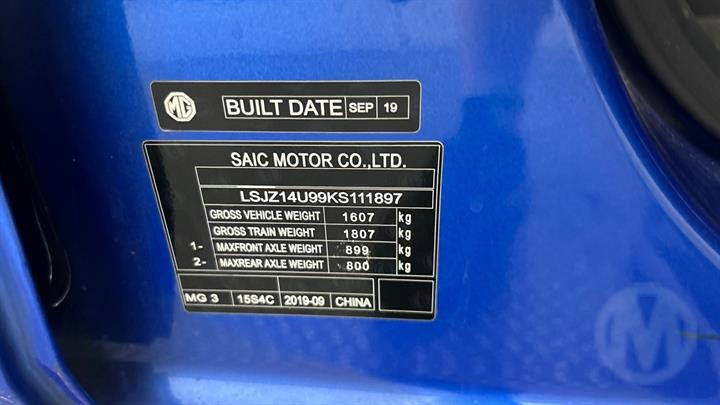 MG BUILT DATE SEP 19
SAIC MOTOR CO.,LTD.
LSJZ14U99KS111897
GROSS VEHICLE WEIGHT 1607 kg
GROSS TRAIN WEIGHT 1807 kg
1- MAXFRONT AXLE WEIGHT 899 kg
2- MAXREAR AXLE WEIGHT 800 kg
MG 3 15S4C 2019-09 CHINA
M